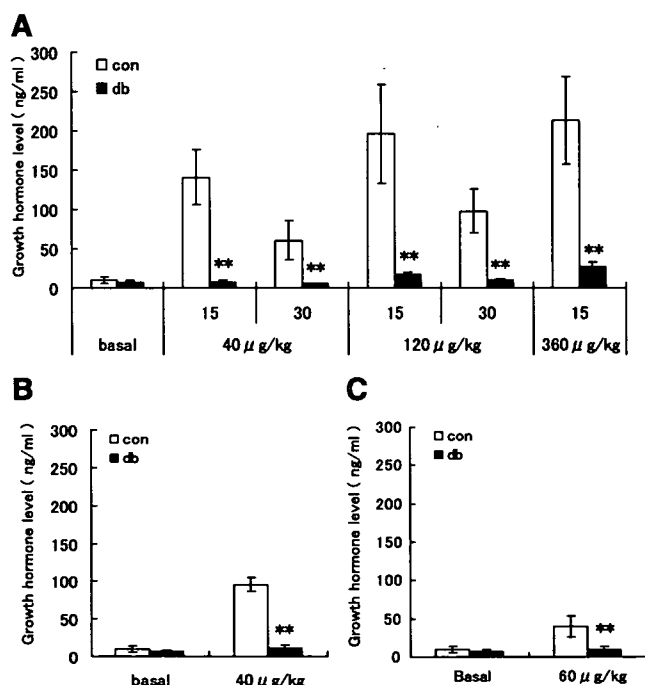 A
Growth hormone level ( ng/ml)
300
250
200
150
100
50
0
con
db
** ** ** ** **
15 30 15 30 15
basal 40 μ g/kg 120 μ g/kg 360 μ g/kg
B
Growth hormone level ( ng/ml)
300
250
200
150
100
50
0
con
db
**
basal 40 μ g/kg
C
Growth hormone level ( ng/ml)
300
250
200
150
100
50
0
con
db
**
Basal 60 μ g/kg